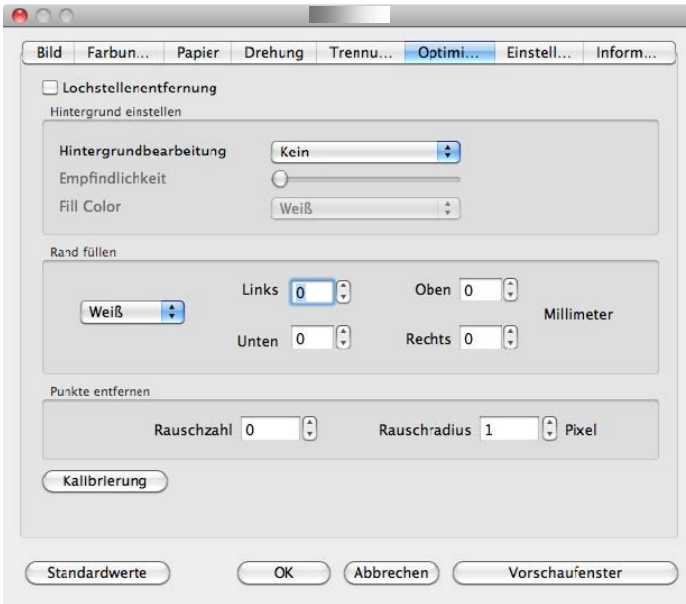 Bild Farbun... Papier Drehung Trennu... Optimi... Einstell... Inform...
Lochstellenentfernung
Hintergrund einstellen
Hintergrundbearbeitung Kein
Empfindlichkeit
Fill Color Weiß
Rand füllen
Links 0 Oben 0
Weiß Millimeter
Unten 0 Rechts 0
Punkte entfernen
Rauschzahl 0 Rauschradius 1 Pixel
Kalibrierung
Standardwerte OK Abbrechen Vorschaufenster